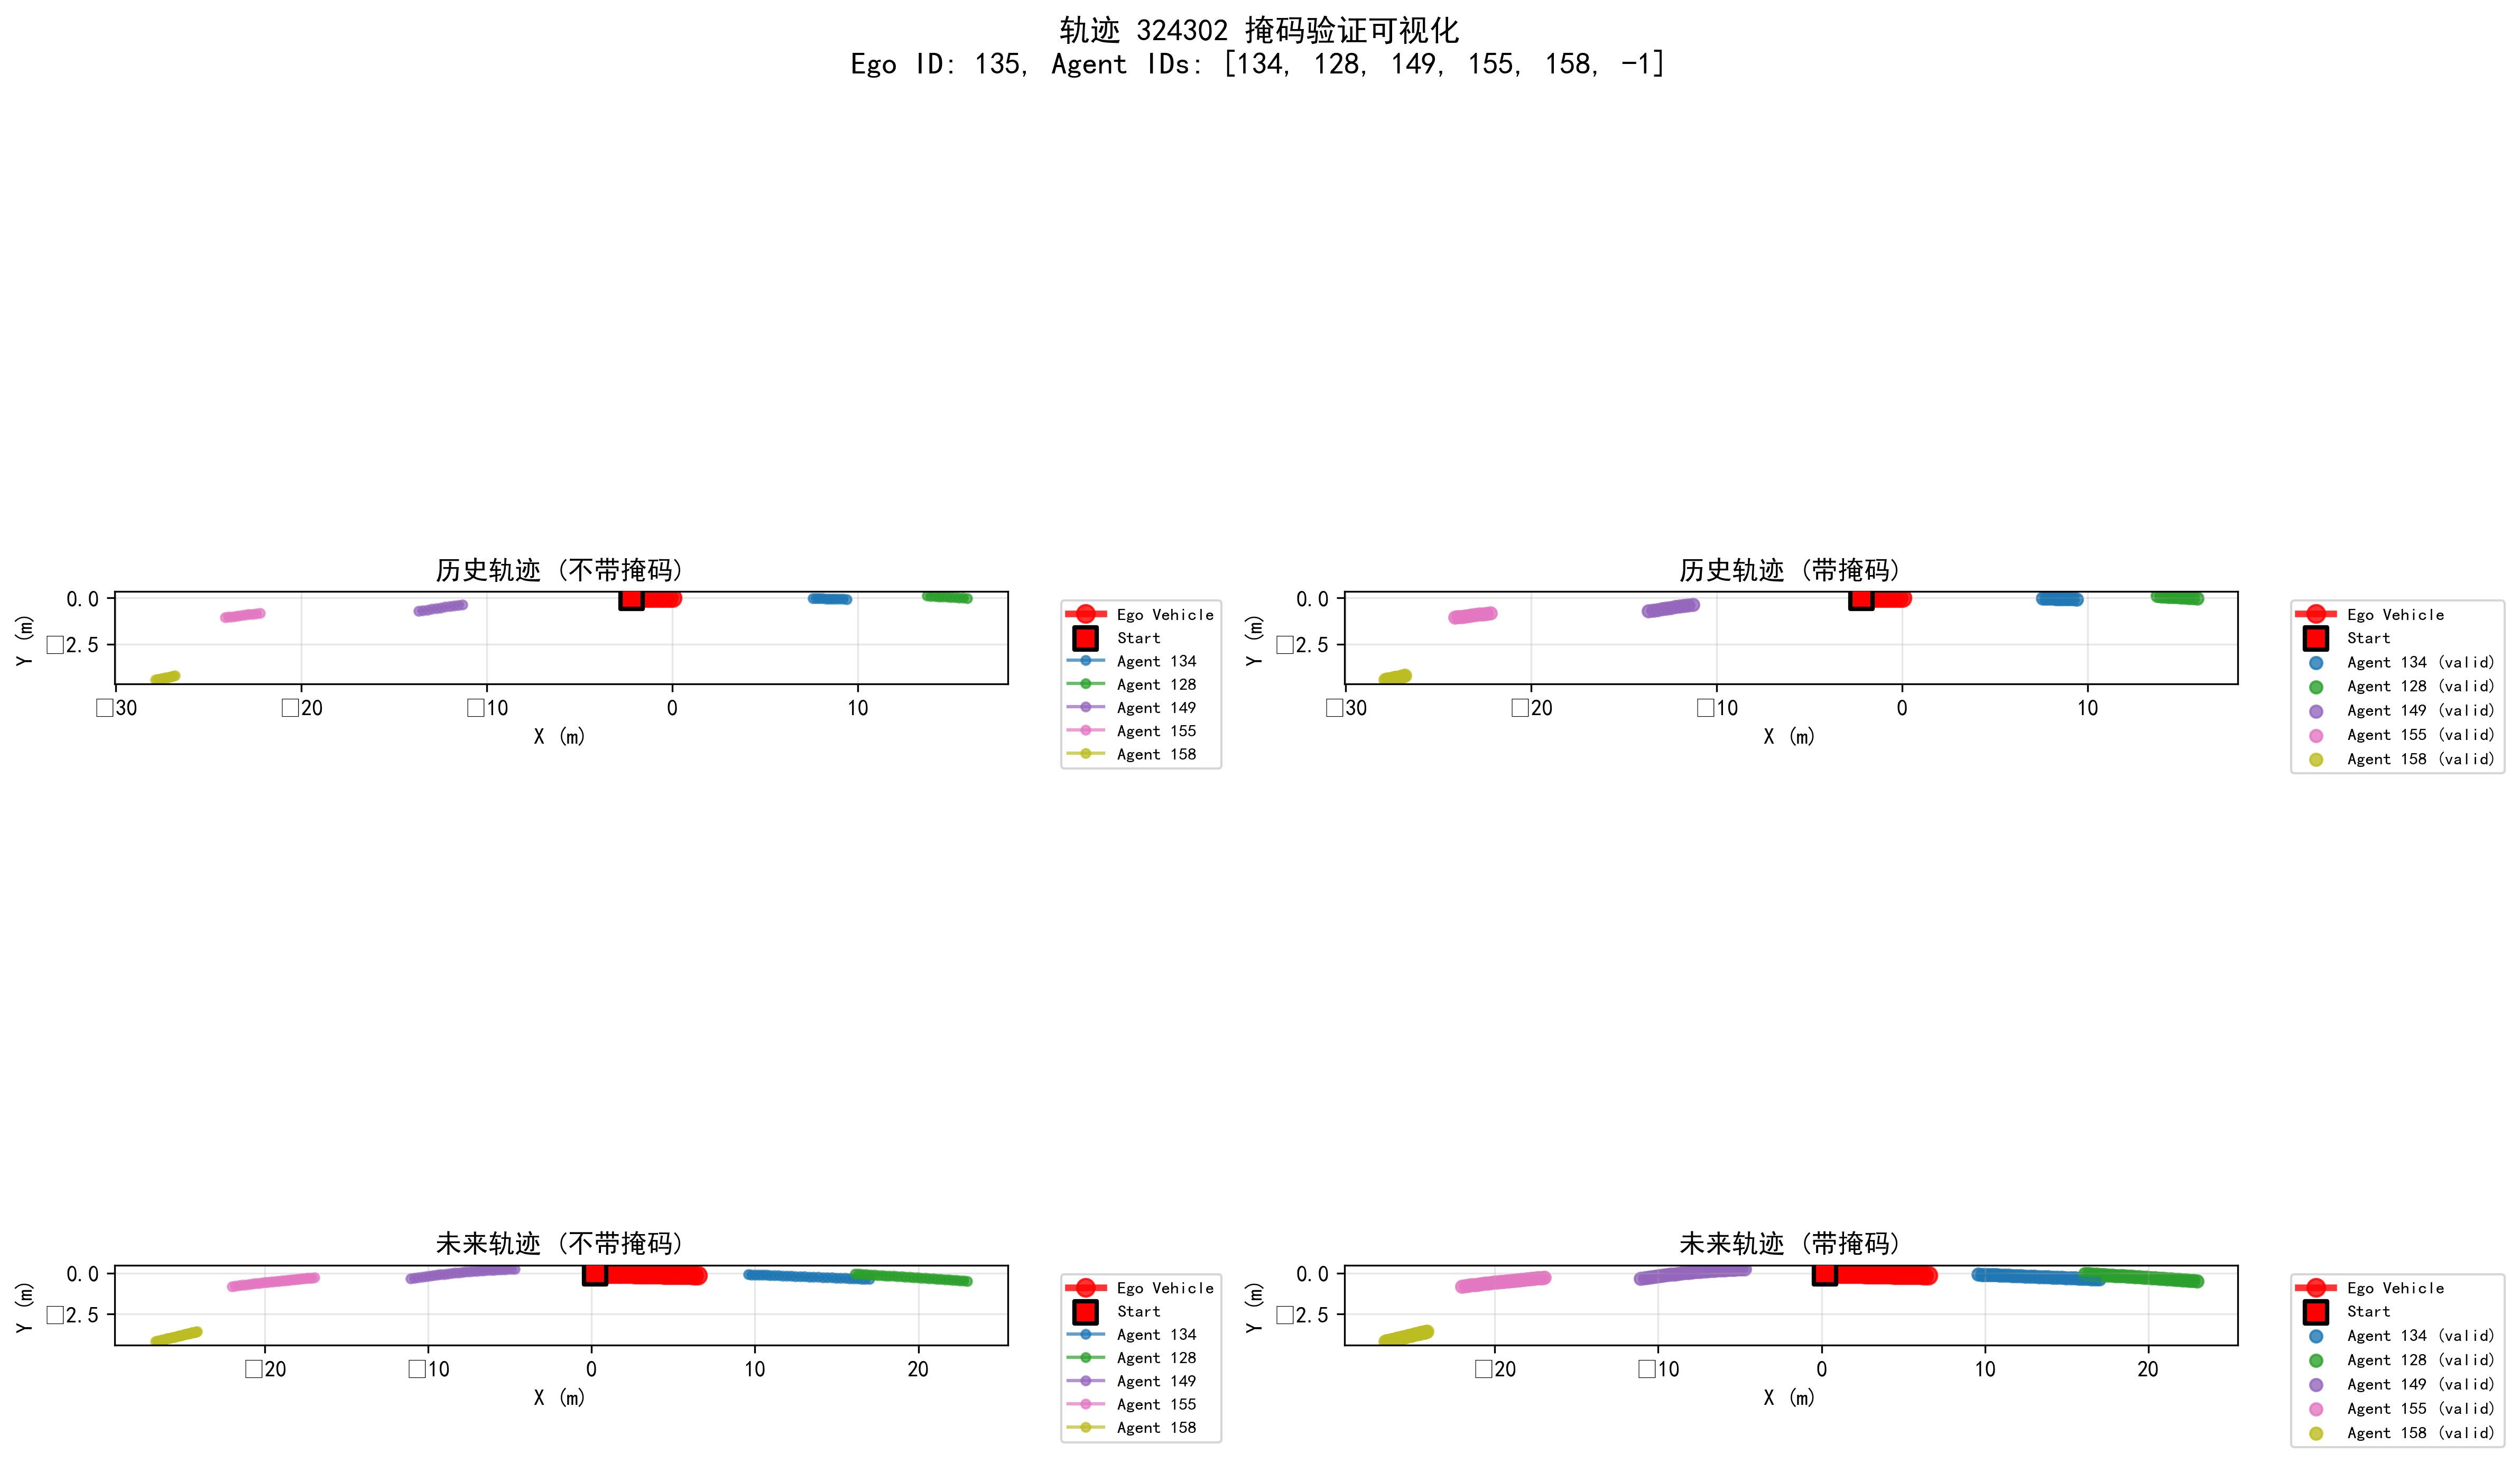 轨迹 324302 掩码验证可视化
Ego ID: 135, Agent IDs: [134, 128, 149, 155, 158, -1]
历史轨迹 (不带掩码)
0.0
□2.5
Y (m)
□30 □20 □10 0 10
X (m)
Ego Vehicle
Start
Agent 134
Agent 128
Agent 149
Agent 155
Agent 158
历史轨迹 (带掩码)
0.0
□2.5
Y (m)
□30 □20 □10 0 10
X (m)
Ego Vehicle
Start
Agent 134 (valid)
Agent 128 (valid)
Agent 149 (valid)
Agent 155 (valid)
Agent 158 (valid)
未来轨迹 (不带掩码)
0.0
□2.5
Y (m)
□20 □10 0 10 20
X (m)
Ego Vehicle
Start
Agent 134
Agent 128
Agent 149
Agent 155
Agent 158
未来轨迹 (带掩码)
0.0
□2.5
Y (m)
□20 □10 0 10 20
X (m)
Ego Vehicle
Start
Agent 134 (valid)
Agent 128 (valid)
Agent 149 (valid)
Agent 155 (valid)
Agent 158 (valid)